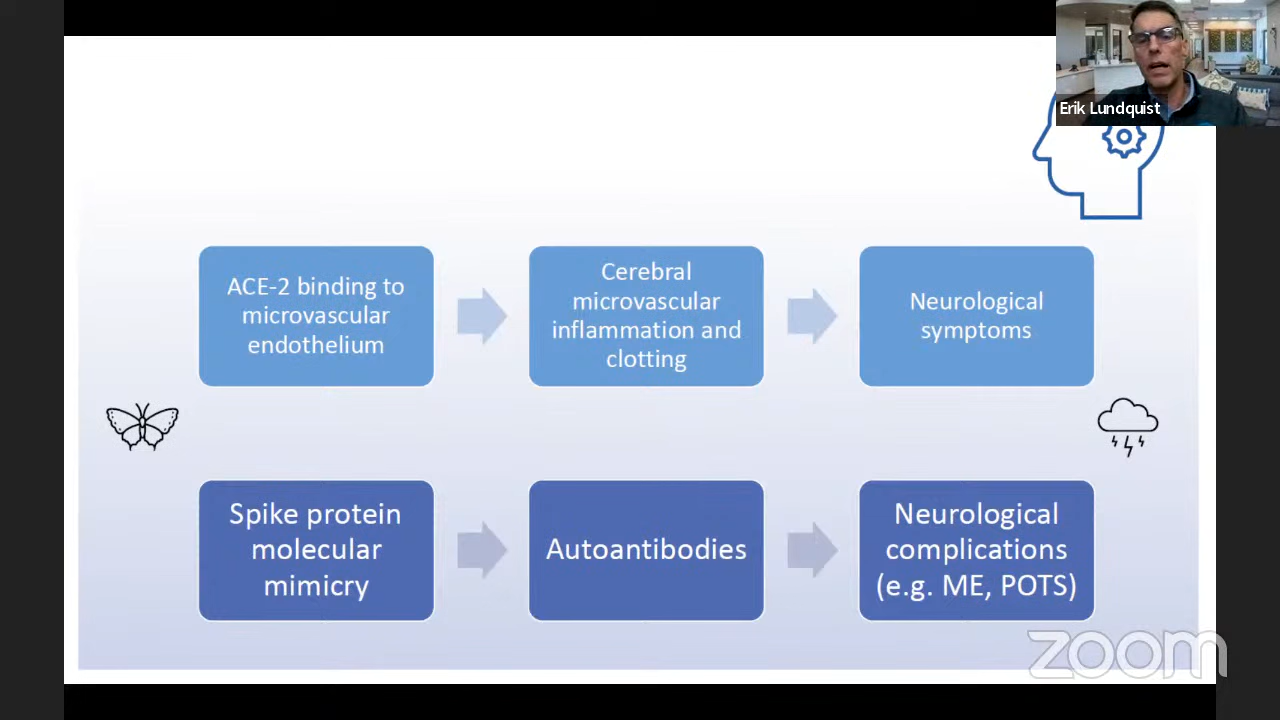 Erik Lundquist
ACE-2 binding to
microvascular
endothelium
Cerebral
microvascular
inflammation and
clotting
Neurological
symptoms
Spike protein
molecular
mimicry
Autoantibodies
Neurological
complications
(e.g. ME, POTS)
zoom